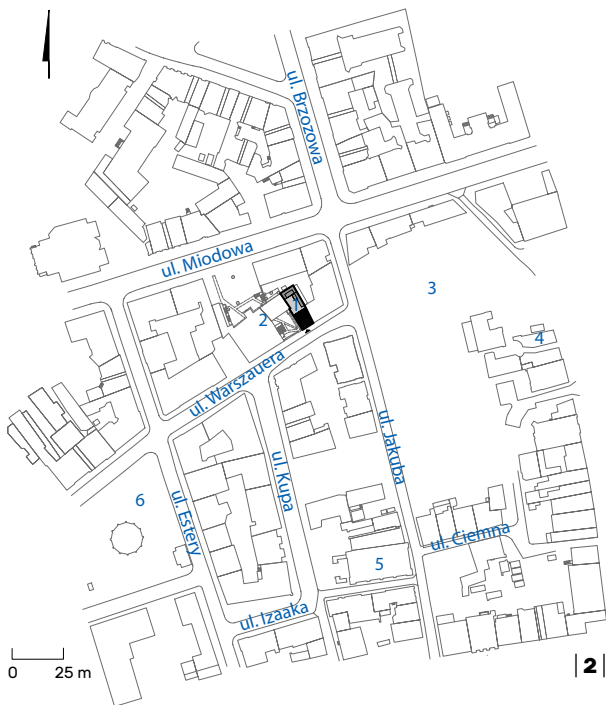 ul. Brzozowa
ul. Miodowa
3
1
2
4
ul. Warszauera
ul. Jakuba
ul. Kupa
6
ul. Estery
ul. Ciemna
5
ul. Izaaka
0 25 m
|2|